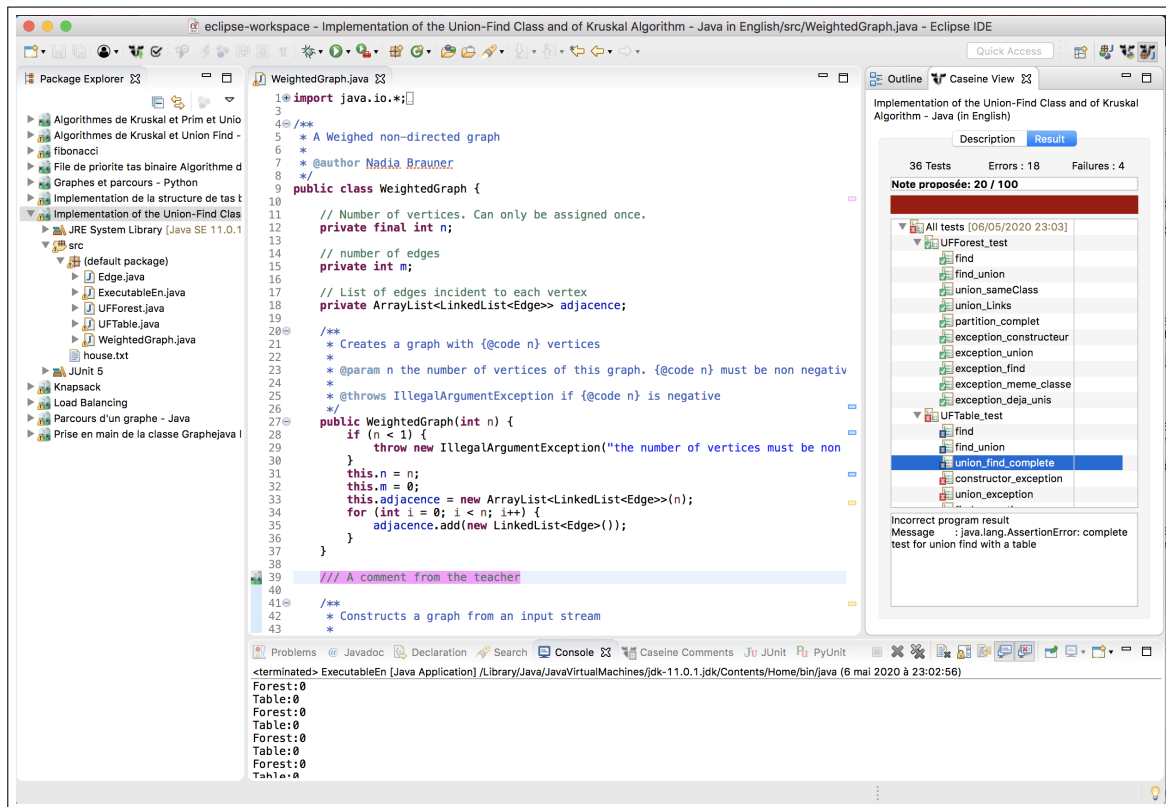 eclipse-workspace - Implementation of the Union-Find Class and of Kruskal Algorithm - Java in English/src/WeightedGraph.java - Eclipse IDE
Quick Access
Package Explorer
Algorithmes de Kruskal et Prim et Unio
Algorithmes de Kruskal et Union Find -
fibonacci
File de priorite tas binaire Algorithme d
Graphes et parcours - Python
Implementation de la structure de tas b
Implementation of the Union-Find Clas
JRE System Library [Java SE 11.0.1
src
(default package)
Edge.java
ExecutableEn.java
UFForest.java
UFTable.java
WeightedGraph.java
house.txt
JUnit 5
Knapsack
Load Balancing
Parcours d'un graphe - Java
Prise en main de la classe Graphejava l
WeightedGraph.java
1 import java.io.*;
3
4 /**
5 * A Weighed non-directed graph
6 *
7 * @author Nadia Brauner
8 */
9 public class WeightedGraph {
10
11 // Number of vertices. Can only be assigned once.
12 private final int n;
13
14 // number of edges
15 private int m;
16
17 // List of edges incident to each vertex
18 private ArrayList<LinkedList<Edge>> adjacence;
19
20 /**
21 * Creates a graph with {@code n} vertices
22 *
23 * @param n the number of vertices of this graph. {@code n} must be non negativ
24 *
25 * @throws IllegalArgumentException if {@code n} is negative
26 */
27 public WeightedGraph(int n) {
28 if (n < 1) {
29 throw new IllegalArgumentException("the number of vertices must be non
30 }
31 this.n = n;
32 this.m = 0;
33 this.adjacence = new ArrayList<LinkedList<Edge>>(n);
34 for (int i = 0; i < n; i++) {
35 adjacence.add(new LinkedList<Edge>());
36 }
37 }
38
39 /// A comment from the teacher
40
41 /**
42 * Constructs a graph from an input stream
43 *
Outline Caseine View
Implementation of the Union-Find Class and of Kruskal
Algorithm - Java (in English)
Description Result
36 Tests Errors : 18 Failures : 4
Note proposée: 20 / 100
All tests [06/05/2020 23:03]
UFForest_test
find
find_union
union_sameClass
union_Links
partition_complet
exception_constructeur
exception_union
exception_find
exception_meme_classe
exception_deja_unis
UFTable_test
find
find_union
union_find_complete
constructor_exception
union_exception
Incorrect program result
Message : java.lang.AssertionError: complete
test for union find with a table
Problems Javadoc Declaration Search Console Caseine Comments JUnit PyUnit
<terminated> ExecutableEn [Java Application] /Library/Java/JavaVirtualMachines/jdk-11.0.1.jdk/Contents/Home/bin/java (6 mai 2020 à 23:02:56)
Forest:0
Table:0
Forest:0
Table:0
Forest:0
Table:0
Forest:0
Table:0